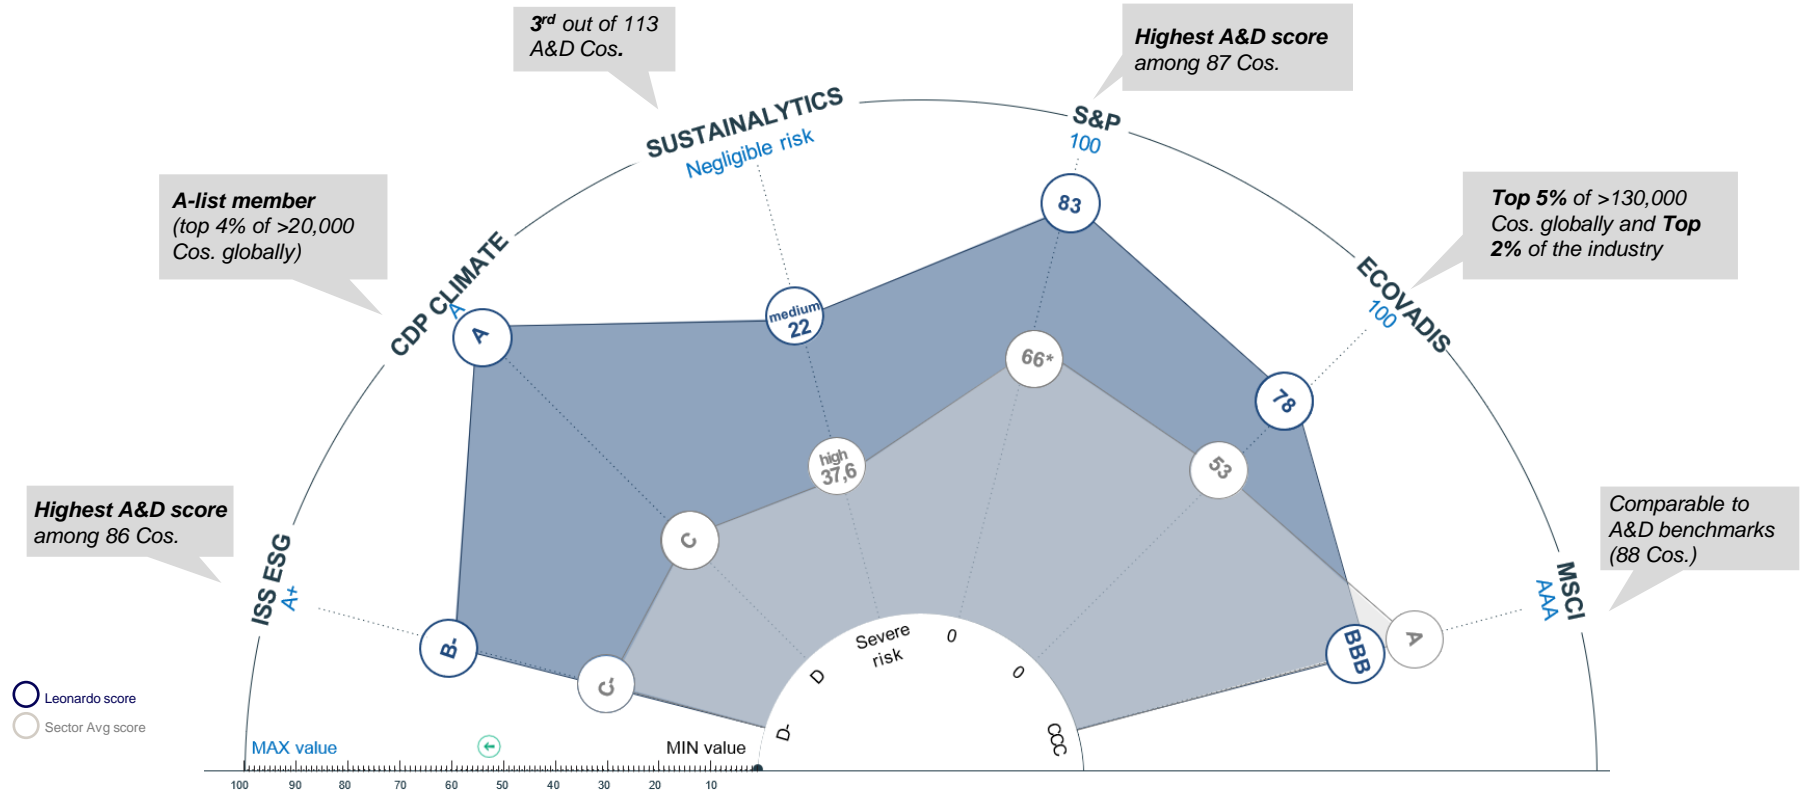 3rd out of 113
A&D Cos.
Highest A&D score
among 87 Cos.
SUSTAINALYTICS
Negligible risk
S&P
100
A-list member
(top 4% of >20,000
Cos. globally)
Top 5% of >130,000
Cos. globally and Top
2% of the industry
CDP CLIMATE
A
ECOVADIS
100
83
A
medium
22
66*
78
high
37,6
53
C
Highest A&D score
among 86 Cos.
Comparable to
A&D benchmarks
(88 Cos.)
ISS ESG
A+
MSCI
AAA
B-
C-
BBB
A
D-
D
Severe
risk
0
0
CCC
Leonardo score
Sector Avg score
MAX value
MIN value
100 90 80 70 60 50 40 30 20 10